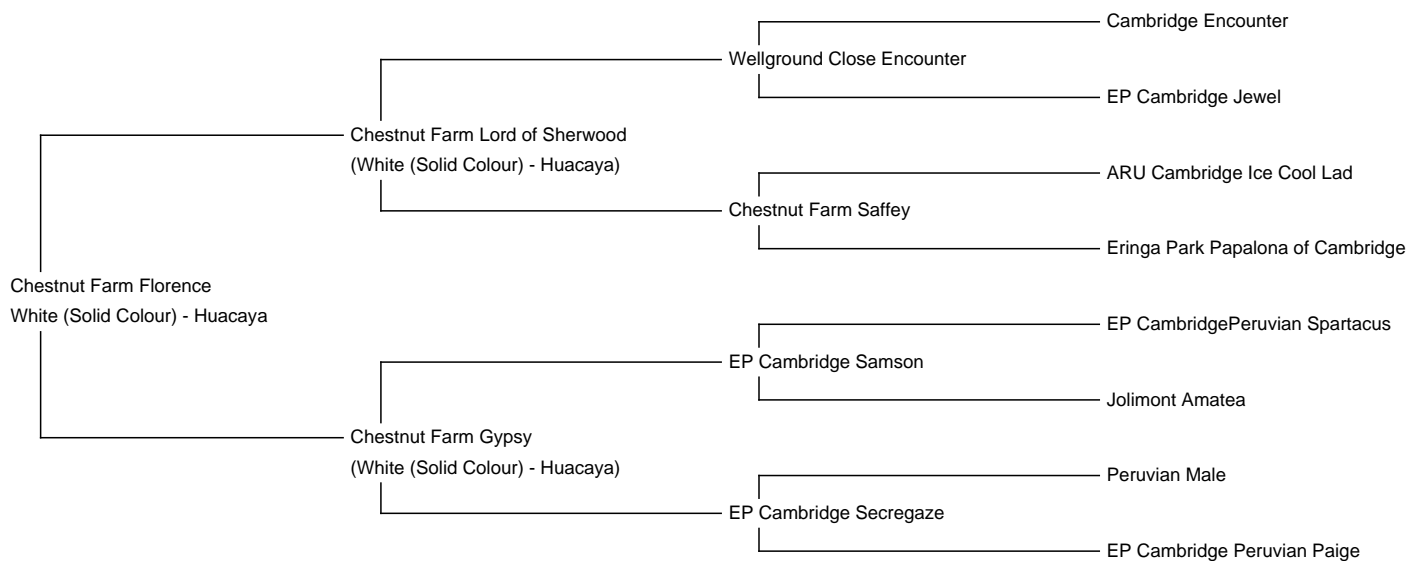 Cambridge Encounter
Wellground Close Encounter
EP Cambridge Jewel
Chestnut Farm Lord of Sherwood
(White (Solid Colour) - Huacaya)
ARU Cambridge Ice Cool Lad
Chestnut Farm Saffey
Eringa Park Papalona of Cambridge
Chestnut Farm Florence
White (Solid Colour) - Huacaya
EP CambridgePeruvian Spartacus
EP Cambridge Samson
Jolimont Amatea
Chestnut Farm Gypsy
(White (Solid Colour) - Huacaya)
Peruvian Male
EP Cambridge Secregaze
EP Cambridge Peruvian Paige